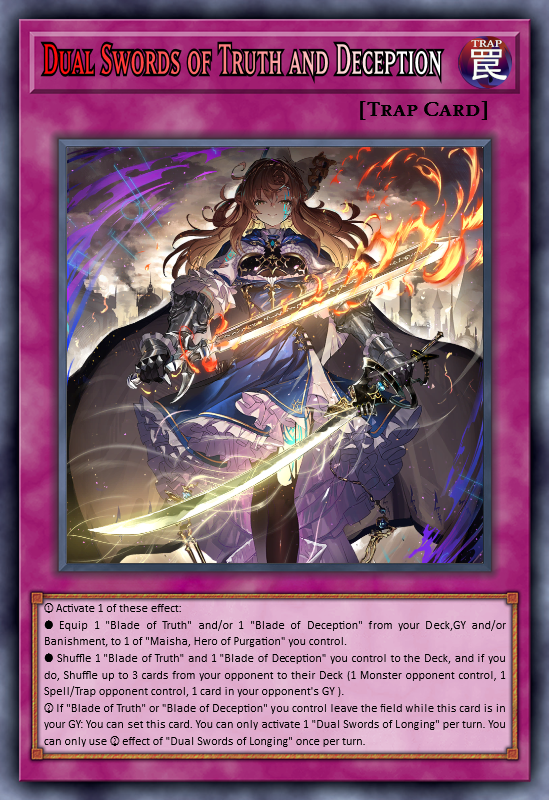 Dual Swords of Truth and Deception
TRAP
罠
[Trap Card]
① Activate 1 of these effect:
● Equip 1 "Blade of Truth" and/or 1 "Blade of Deception" from your Deck,GY and/or
Banishment, to 1 of "Maisha, Hero of Purgation" you control.
● Shuffle 1 "Blade of Truth" and 1 "Blade of Deception" you control to the Deck, and if you
do, Shuffle up to 3 cards from your opponent to their Deck (1 Monster opponent control, 1
Spell/Trap opponent control, 1 card in your opponent's GY ).
② If "Blade of Truth" or "Blade of Deception" you control leave the field while this card is in
your GY: You can set this card. You can only activate 1 "Dual Swords of Longing" per turn. You
can only use ② effect of "Dual Swords of Longing" once per turn.